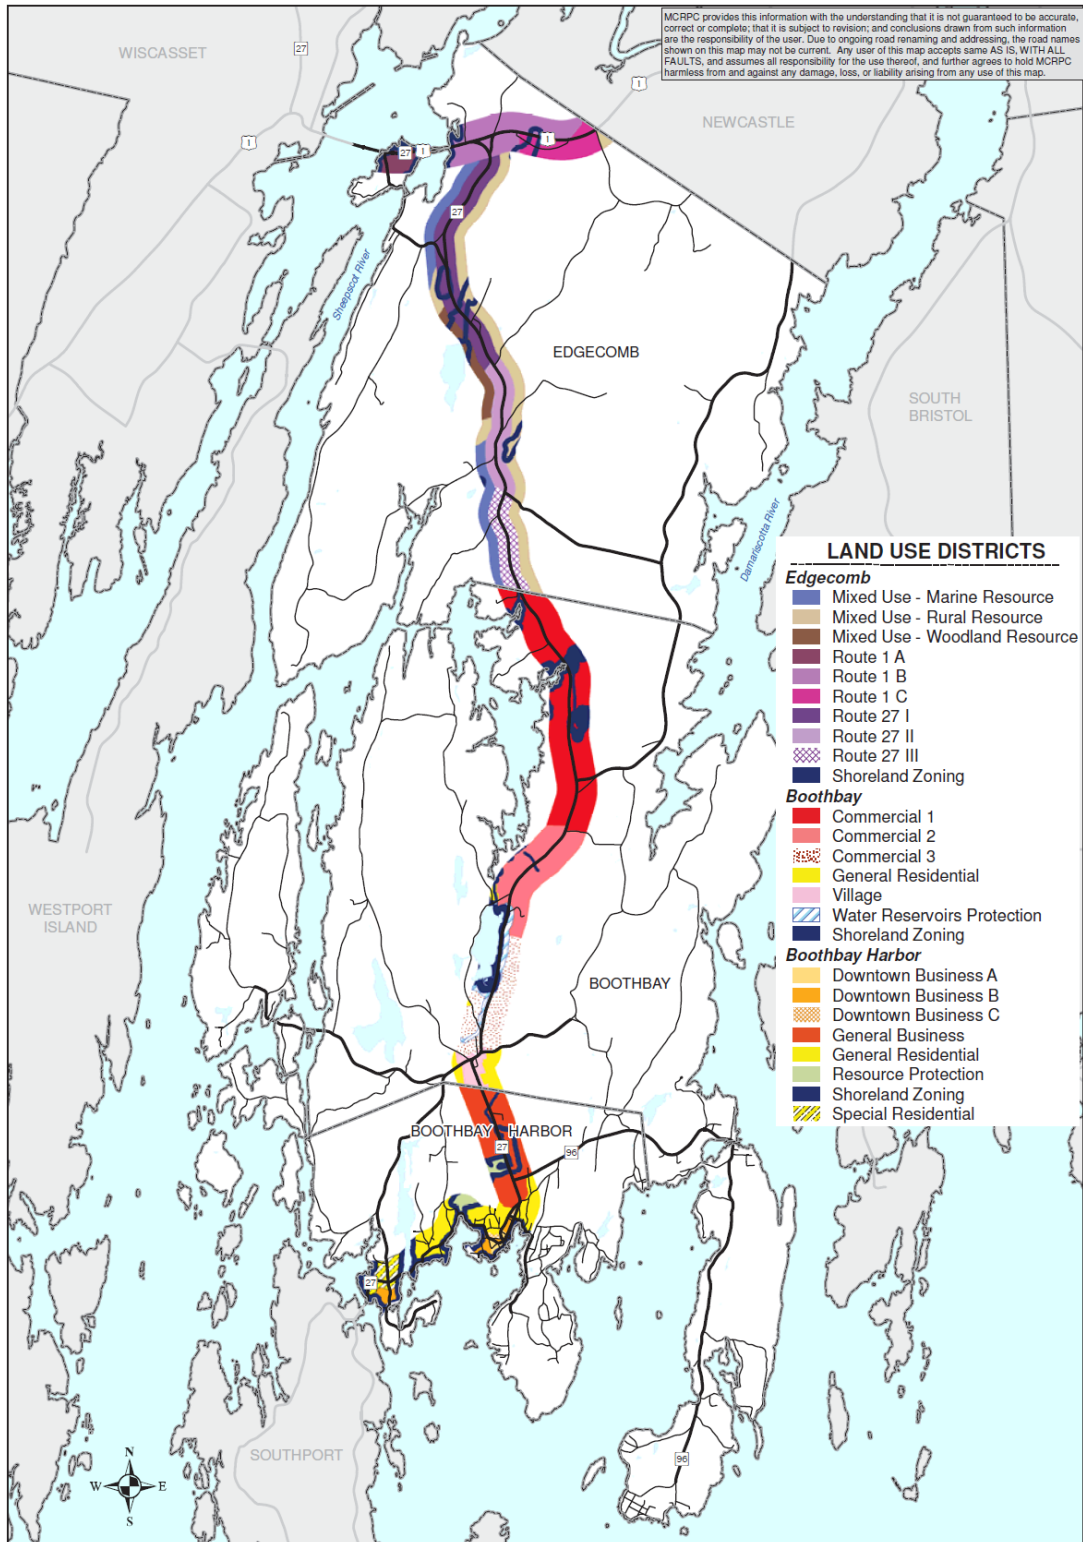 MCRPC provides this information with the understanding that it is not guaranteed to be accurate,
correct or complete; that it is subject to revision; and conclusions drawn from such information
are the responsibility of the user. Due to ongoing road renaming and addressing, the road names
shown on this map may not be current. Any user of this map accepts same AS IS, WITH ALL
FAULTS, and assumes all responsibility for the use thereof, and further agrees to hold MCRPC
harmless from and against any damage, loss, or liability arising from any use of this map.
WISCASSET
27
1
NEWCASTLE
1
27
1
1
27
Sheepscot River
EDGECOMB
SOUTH
BRISTOL
Damariscotta River
LAND USE DISTRICTS
Edgecomb
Mixed Use - Marine Resource
Mixed Use - Rural Resource
Mixed Use - Woodland Resource
Route 1 A
Route 1 B
Route 1 C
Route 27 I
Route 27 II
Route 27 III
Shoreland Zoning
Boothbay
Commercial 1
Commercial 2
Commercial 3
General Residential
Village
Water Reservoirs Protection
Shoreland Zoning
Boothbay Harbor
Downtown Business A
Downtown Business B
Downtown Business C
General Business
General Residential
Resource Protection
Shoreland Zoning
Special Residential
WESTPORT
ISLAND
BOOTHBAY
BOOTHBAY HARBOR
27
96
27
SOUTHPORT
96
N
W E
S